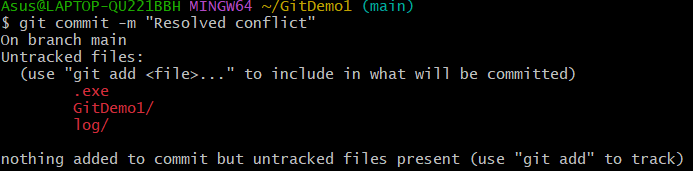 Asus@LAPTOP-QU221BBH MINGW64 ~/GitDemo1 (main)
$ git commit -m "Resolved conflict"
On branch main
Untracked files:
  (use "git add <file>..." to include in what will be committed)
        .exe
        GitDemo1/
        log/

nothing added to commit but untracked files present (use "git add" to track)